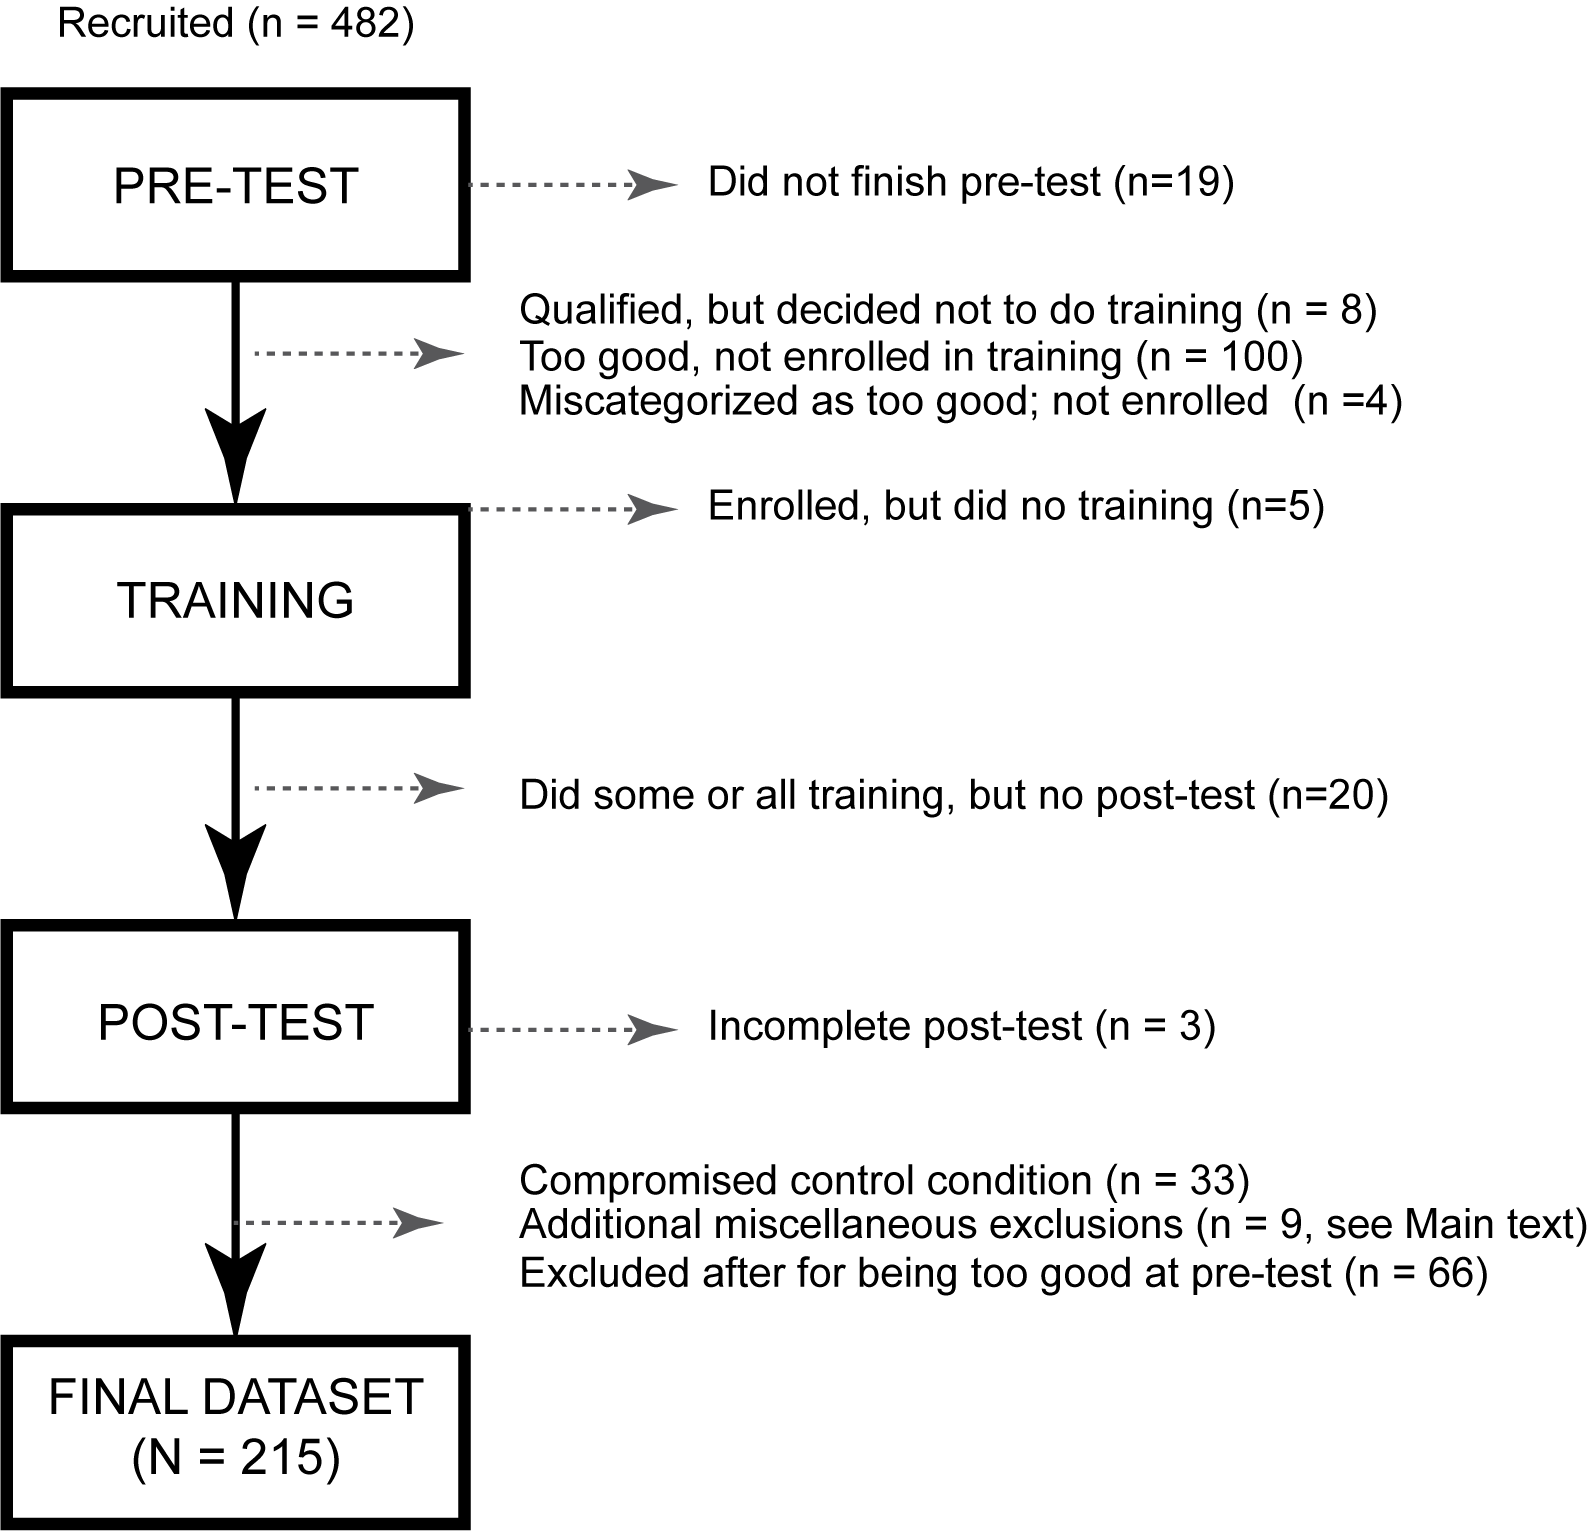 Recruited (n = 482)
PRE-TEST
Did not finish pre-test (n=19)
Qualified, but decided not to do training (n = 8)
Too good, not enrolled in training (n = 100)
Miscategorized as too good; not enrolled  (n =4)
Enrolled, but did no training (n=5)
TRAINING
Did some or all training, but no post-test (n=20)
POST-TEST
Incomplete post-test (n = 3)
Compromised control condition (n = 33)
Additional miscellaneous exclusions (n = 9, see Main text)
Excluded after for being too good at pre-test (n = 66)
FINAL DATASET
(N = 215)